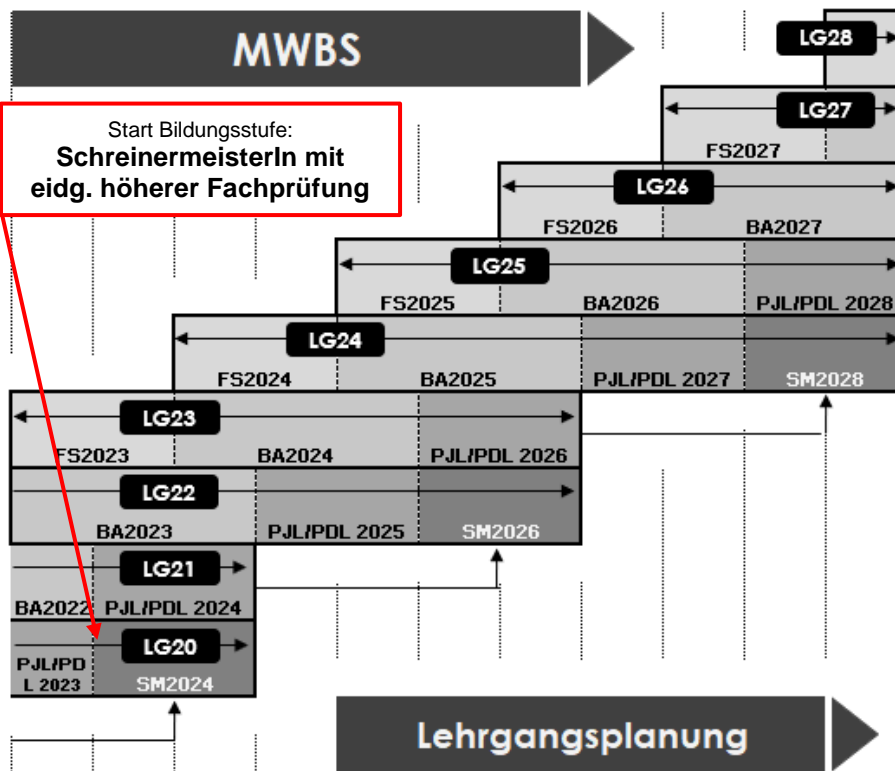 MWBS
LG28
LG27
FS2027
Start Bildungsstufe:
SchreinermeisterIn mit
eidg. höherer Fachprüfung
LG26
FS2026 BA2027
LG25
FS2025 BA2026 PJL/PDL 2028
LG24
FS2024 BA2025 PJL/PDL 2027 SM2028
LG23
FS2023 BA2024 PJL/PDL 2026
LG22
BA2023 PJL/PDL 2025 SM2026
LG21
BA2022 PJL/PDL 2024
LG20
PJL/PD
L 2023 SM2024
Lehrgangsplanung